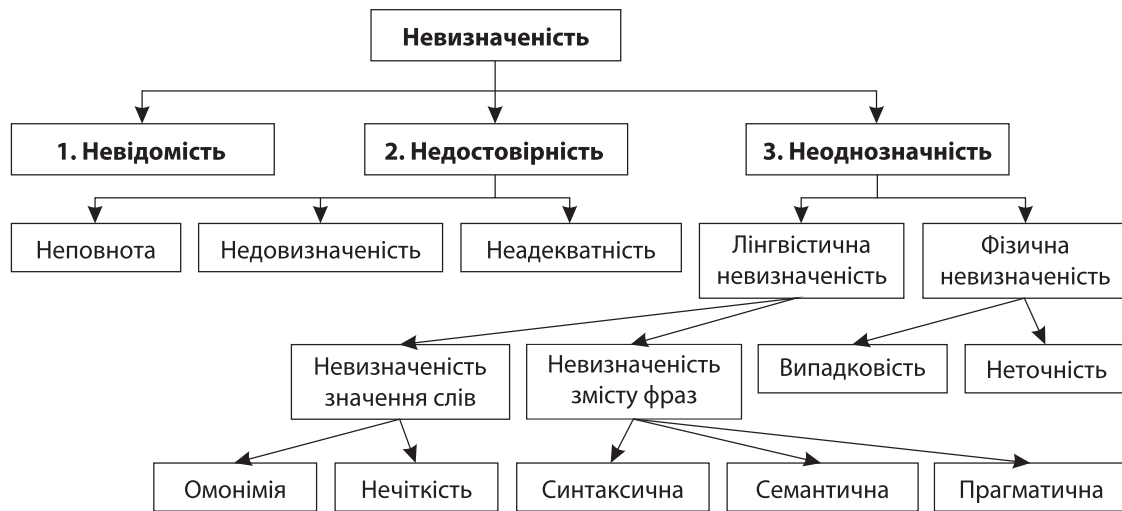 Невизначеність
1. Невідомість
2. Недостовірність
3. Неоднозначність
Неповнота
Недовизначеність
Неадекватність
Лінгвістична
невизначеність
Фізична
невизначеність
Невизначеність
значення слів
Невизначеність
змісту фраз
Випадковість
Неточність
Омонімія
Нечіткість
Синтаксична
Семантична
Прагматична